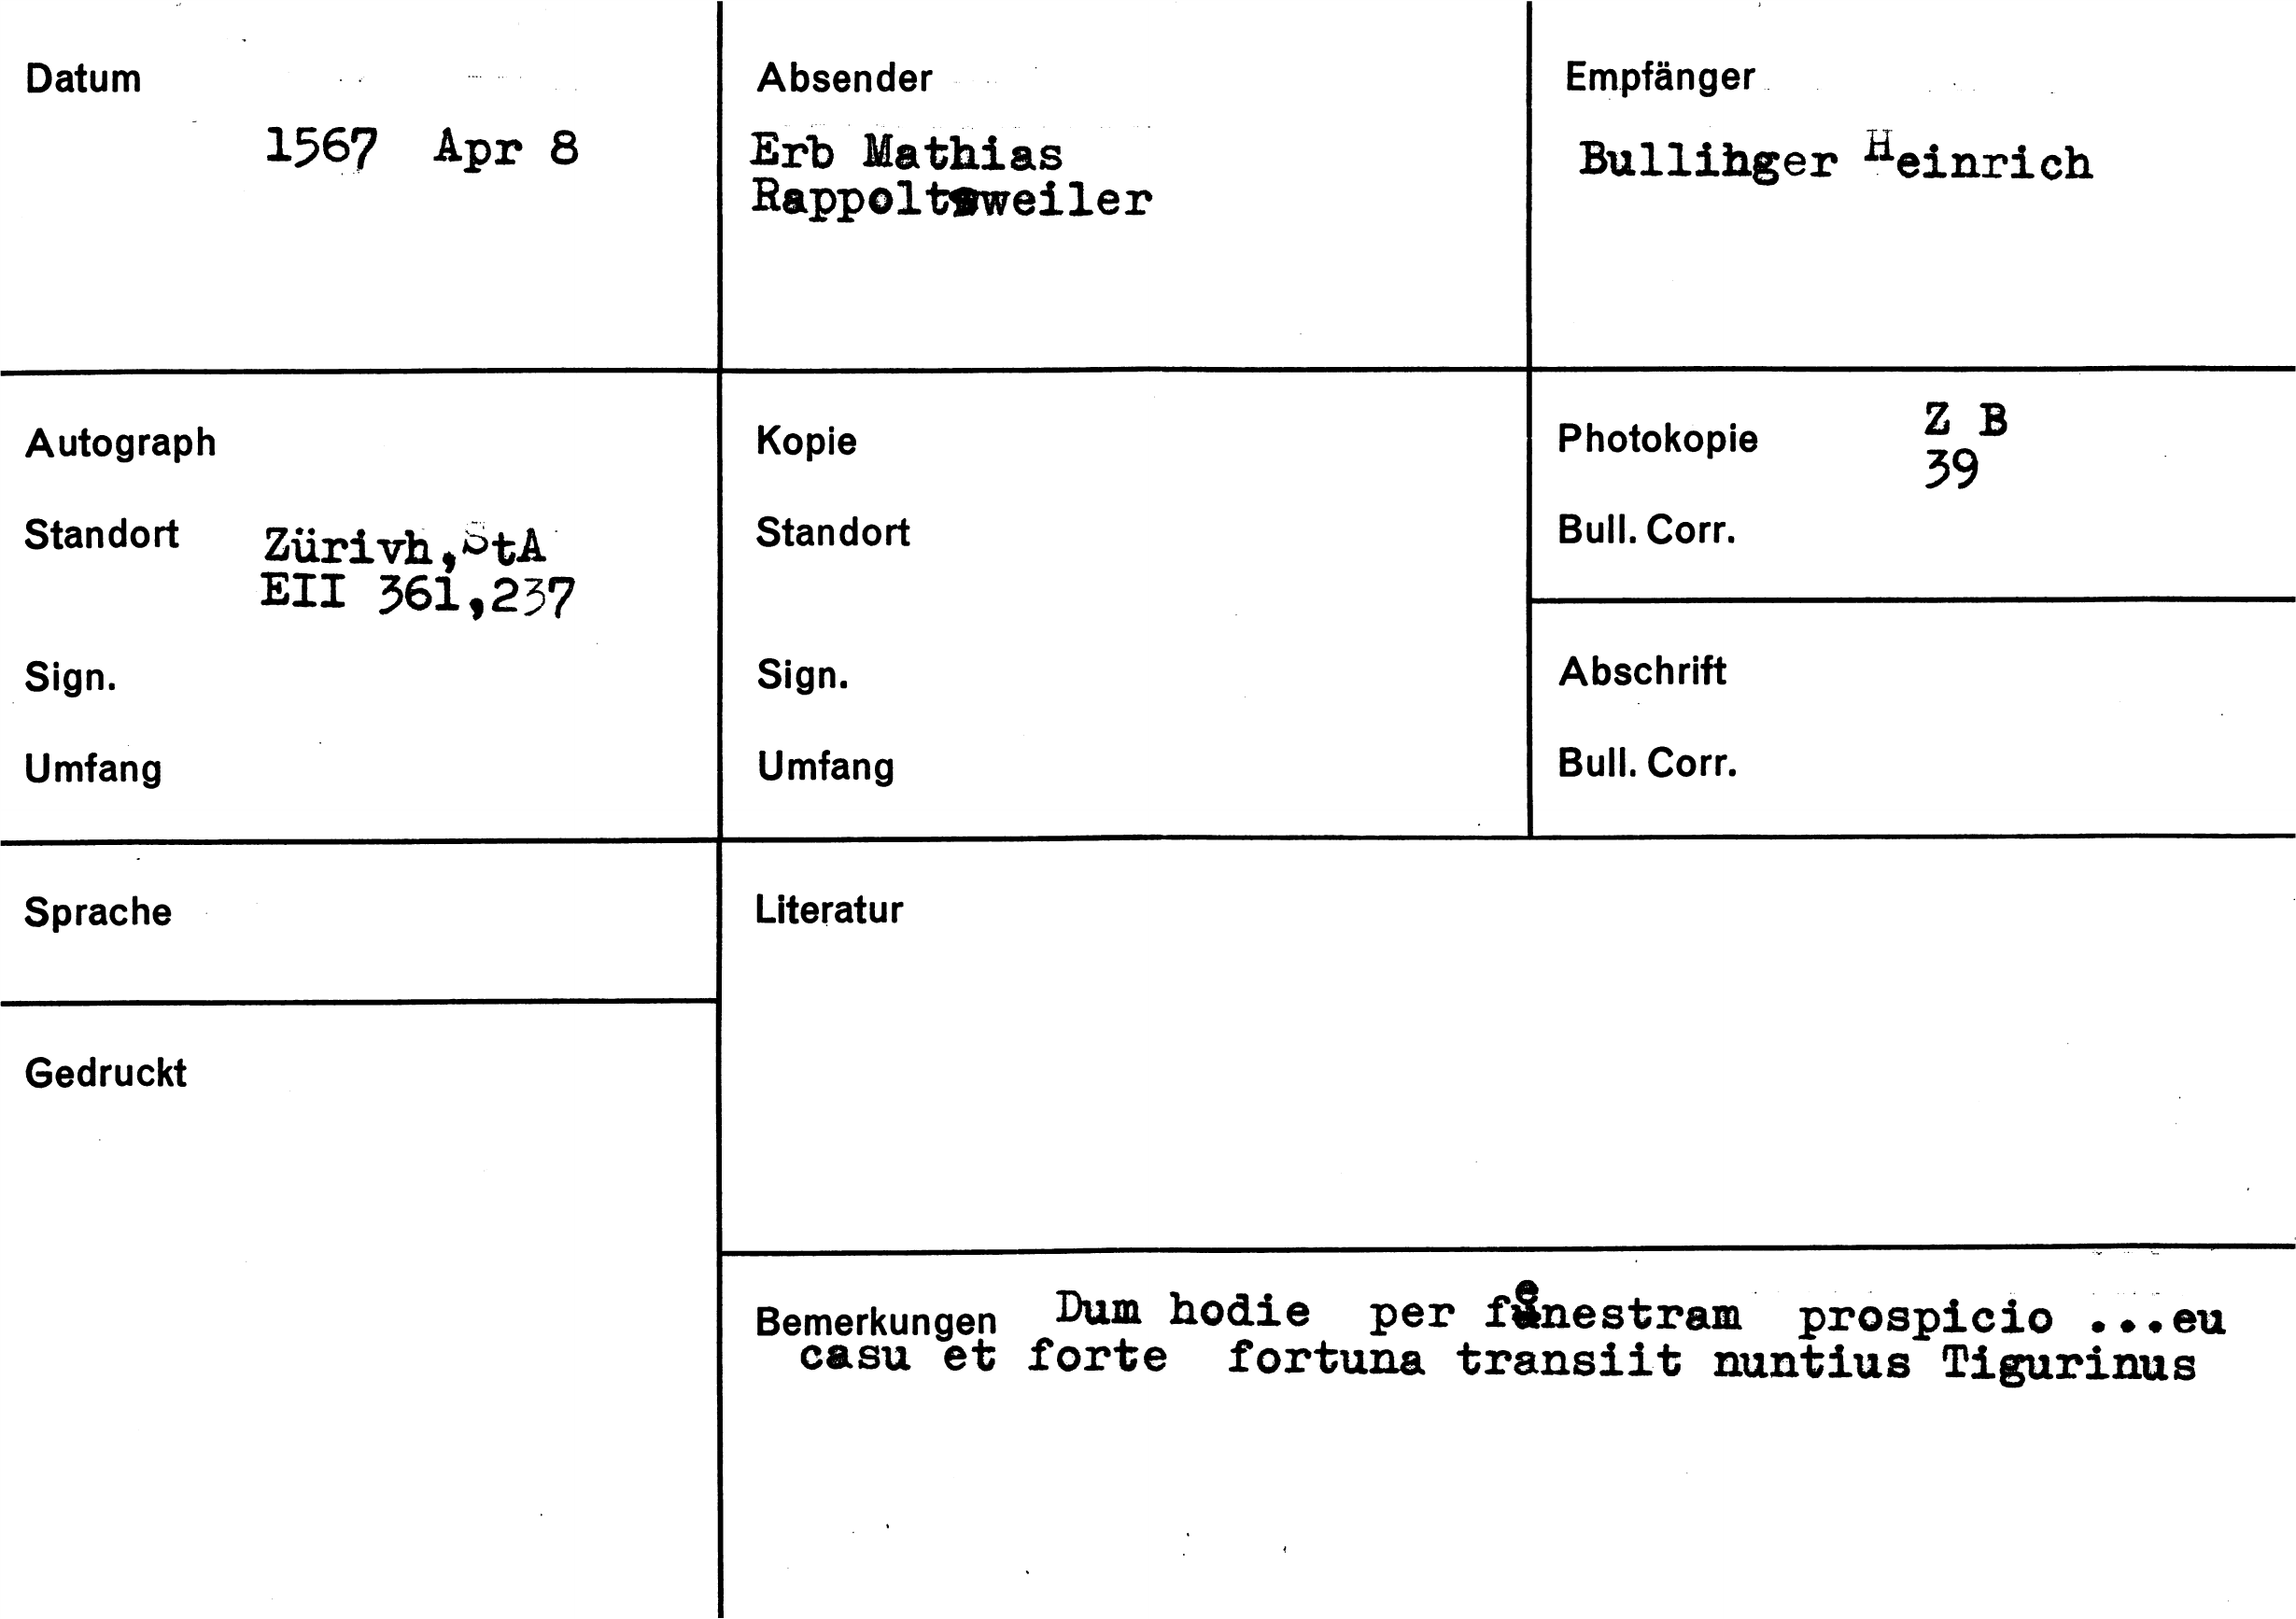 Datum
1567 Apr 8
Absender
Erb Mathias
Rappoltsweiler
Empfänger
Bullihger Heinrich
Autograph
Standort
Zürivh,StA
EII 361,237
Sign.
Umfang
Kopie
Standort
Sign.
Umfang
Photokopie
Z B
39
Bull. Corr.
Abschrift
Bull. Corr.
Sprache
Literatur
Gedruckt
Bemerkungen Dum hodie per fenestram prospicio ...eu
casu et forte fortuna transiit nuntius Tigurinus